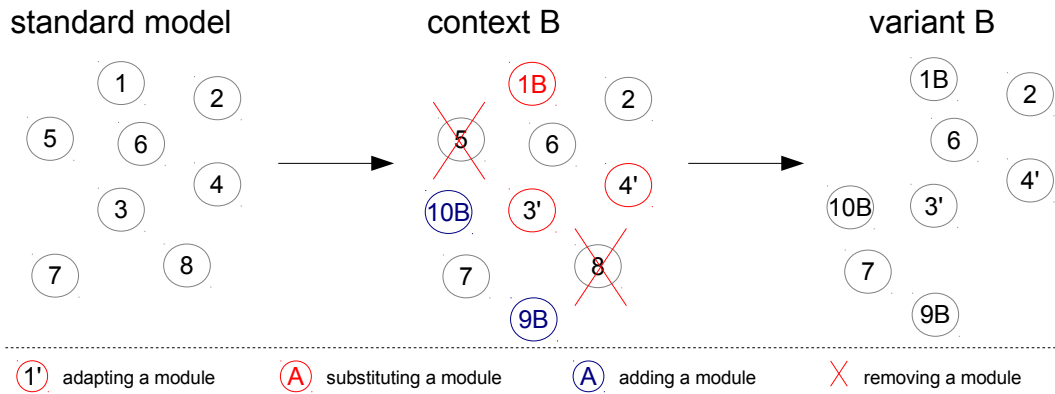 standard model
context B
variant B
1
2
5
6
4
3
7
8
1B
2
5
6
4'
10B
3'
8
7
9B
1B
2
6
4'
10B
3'
7
9B
1' adapting a module
A substituting a module
A adding a module
removing a module